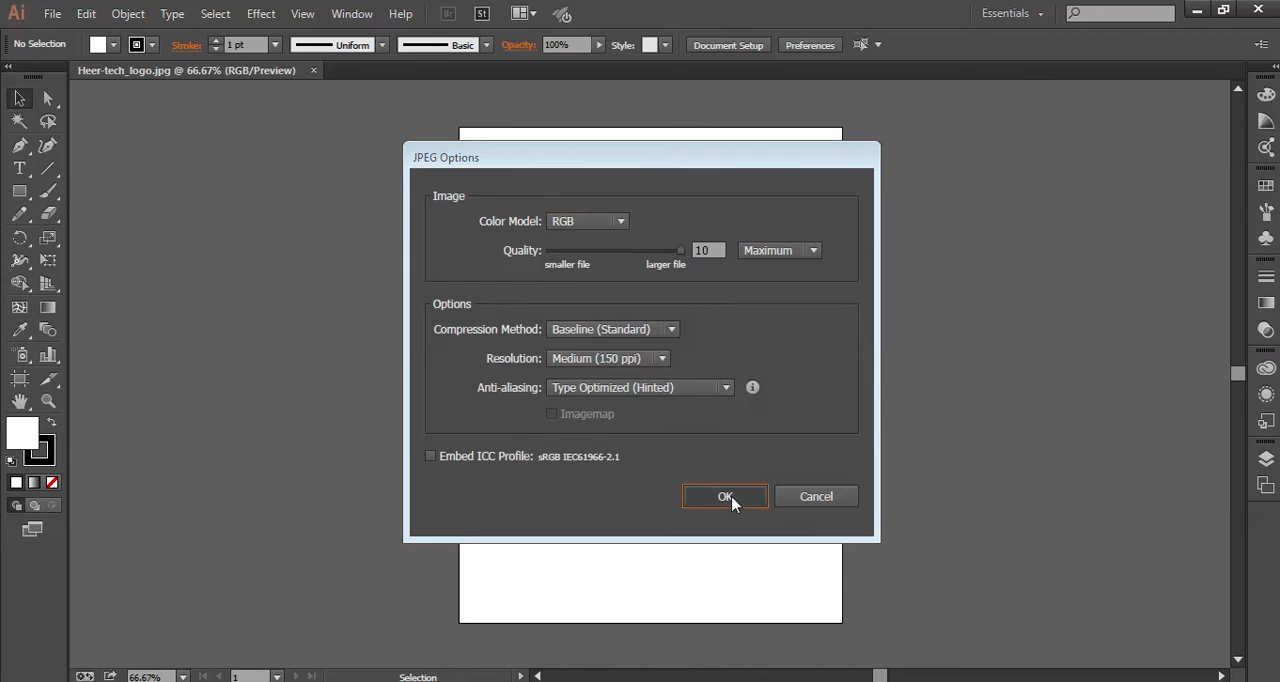 Ai File Edit Object Type Select Effect View Window Help Br St Essentials
No Selection Stroke: 1 pt Uniform Basic Opacity: 100% Style: Document Setup Preferences
Heer-tech_logo.jpg @ 66.67% (RGB/Preview)
JPEG Options
Image
Color Model: RGB
Quality: 10 Maximum
smaller file larger file
Options
Compression Method: Baseline (Standard)
Resolution: Medium (150 ppi)
Anti-aliasing: Type Optimized (Hinted)
Imagemap
Embed ICC Profile: sRGB IEC61966-2.1
OK Cancel
66.67% 1 Selection